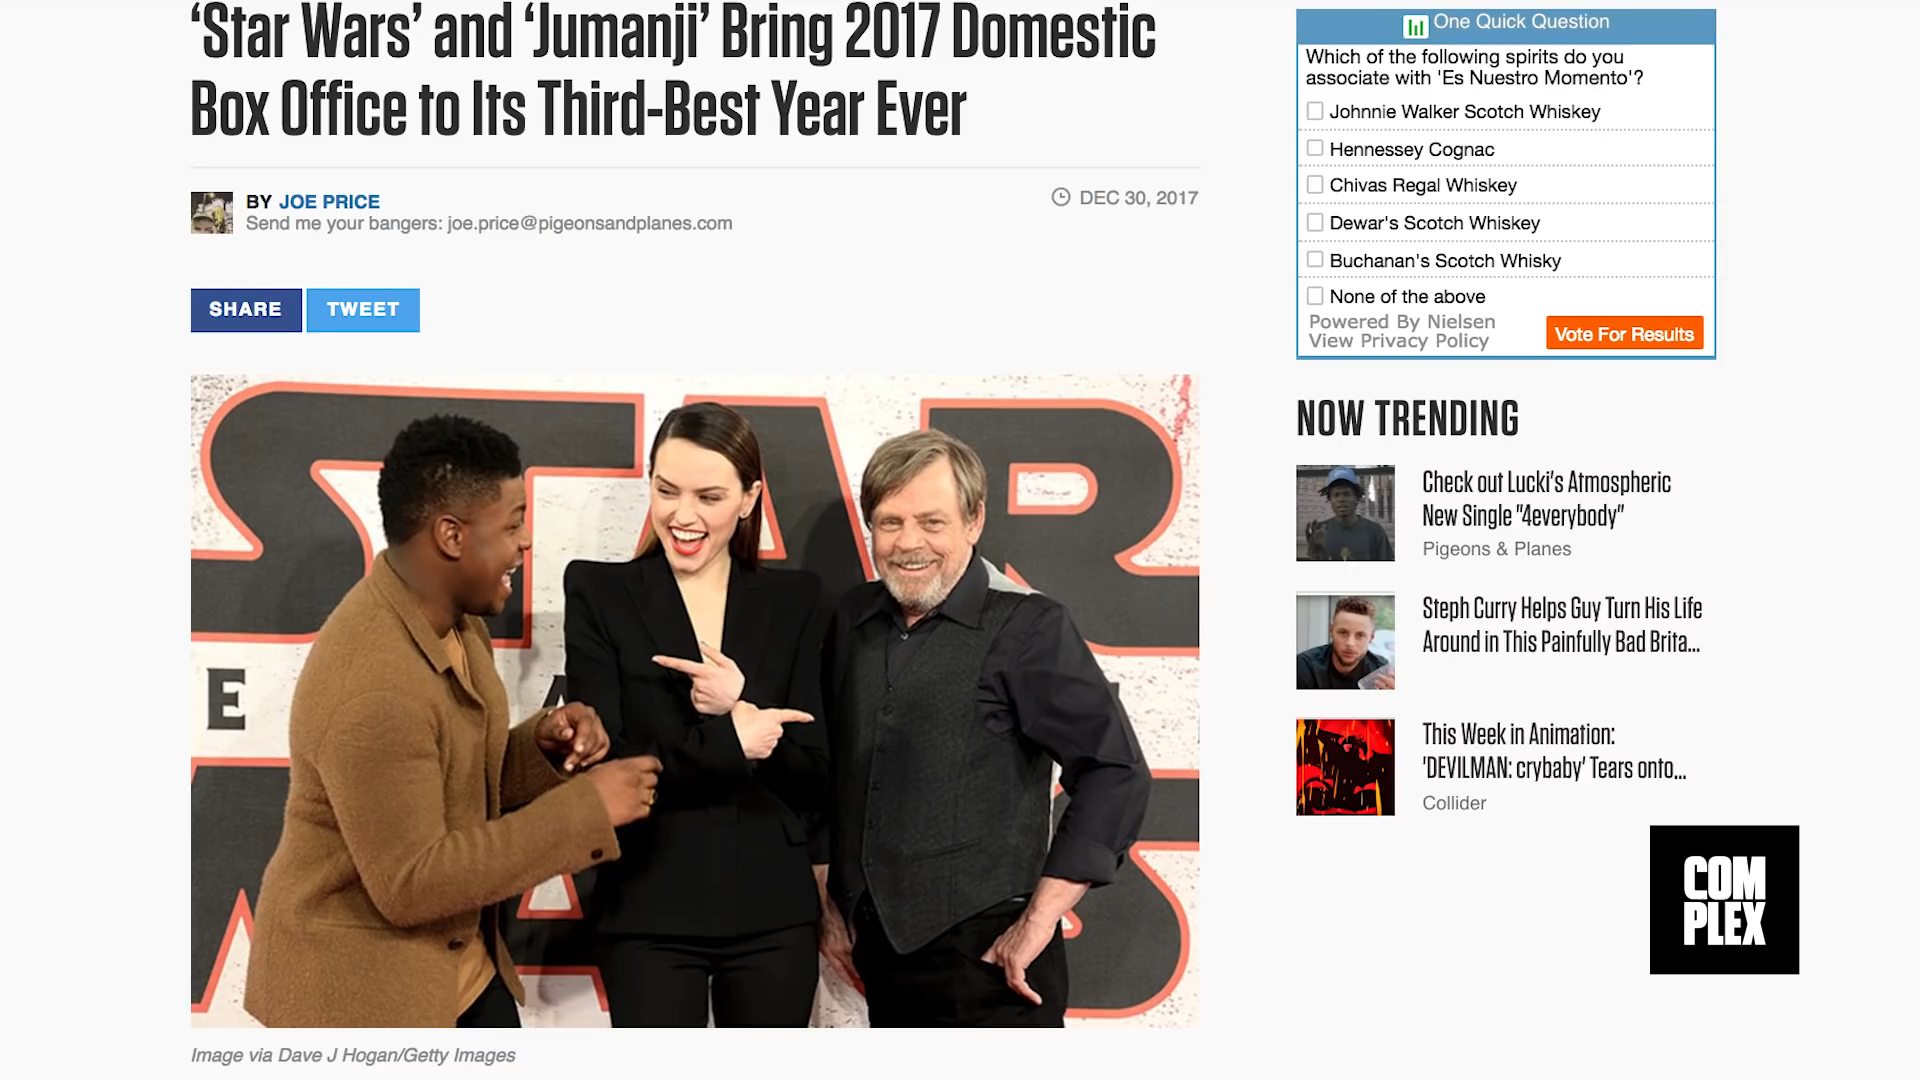 ‘Star Wars’ and ‘Jumanji’ Bring 2017 Domestic
Box Office to Its Third-Best Year Ever
BY JOE PRICE
Send me your bangers: joe.price@pigeonsandplanes.com
DEC 30, 2017
SHARE
TWEET
STAR
E
A
WARS
Image via Dave J Hogan/Getty Images
One Quick Question
Which of the following spirits do you
associate with 'Es Nuestro Momento'?
Johnnie Walker Scotch Whiskey
Hennessey Cognac
Chivas Regal Whiskey
Dewar's Scotch Whiskey
Buchanan's Scotch Whisky
None of the above
Powered By Nielsen
View Privacy Policy
Vote For Results
NOW TRENDING
Check out Lucki's Atmospheric
New Single "4everybody"
Pigeons & Planes
Steph Curry Helps Guy Turn His Life
Around in This Painfully Bad Brita...
This Week in Animation:
'DEVILMAN: crybaby' Tears onto...
Collider
COM
PLEX